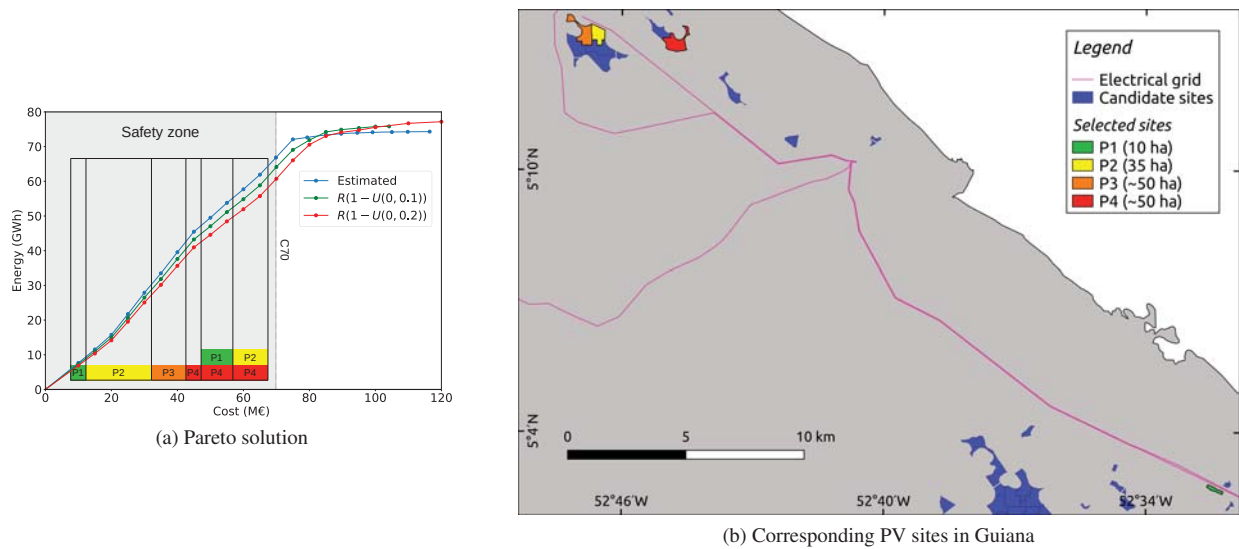 80
70
60
50
40
30
20
10
0
Energy (GWh)
Safety zone
Estimated
R(1 − U(0, 0.1))
R(1 − U(0, 0.2))
C70
P1 P2
P1 P2 P3 P4 P4 P4
0 20 40 60 80 100 120
Cost (M€)
(a) Pareto solution
Legend
Electrical grid
Candidate sites
Selected sites
P1 (10 ha)
P2 (35 ha)
P3 (~50 ha)
P4 (~50 ha)
5°10′N
5°4′N
0 5 10 km
52°46′W 52°40′W 52°34′W
(b) Corresponding PV sites in Guiana